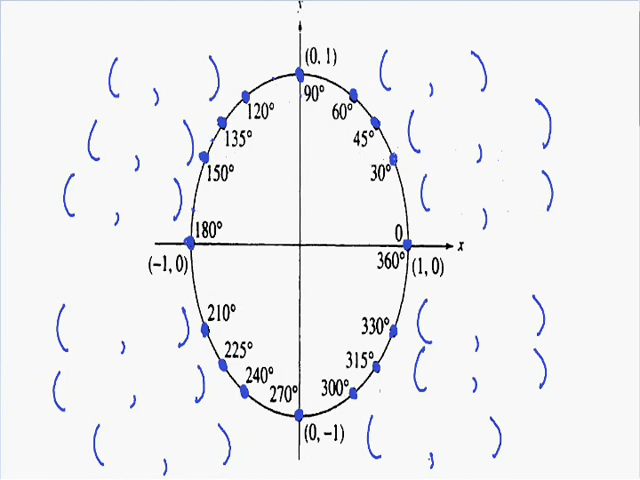 y
(0, 1)
( , ) ( , )
90°
120° 60°
( , ) 135° 45° ( , )
150° 30°
( , ) ( , )
180° 0
x
(-1, 0) 360° (1, 0)
210° 330°
( , ) ( , )
225° 315°
( , ) 240° 270° 300° ( , )
(0, -1)
( , ) ( , )